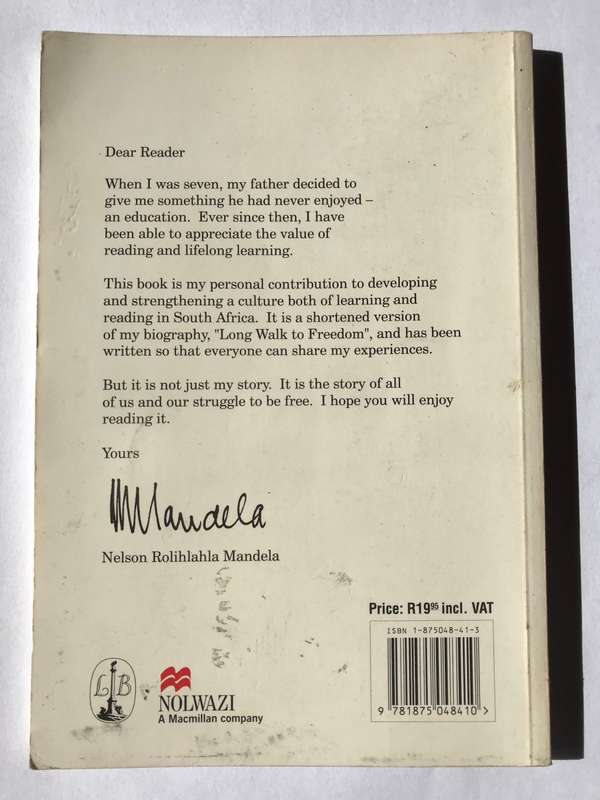 Dear Reader
When I was seven, my father decided to
give me something he had never enjoyed –
an education. Ever since then, I have
been able to appreciate the value of
reading and lifelong learning.
This book is my personal contribution to developing
and strengthening a culture both of learning and
reading in South Africa. It is a shortened version
of my biography, "Long Walk to Freedom", and has been
written so that everyone can share my experiences.
But it is not just my story. It is the story of all
of us and our struggle to be free. I hope you will enjoy
reading it.
Yours
Mandela
Nelson Rolihlahla Mandela
Price: R19⁹⁵ incl. VAT
ISBN 1-875048-41-3
9 781875 048410 >
L B
NOLWAZI
A Macmillan company